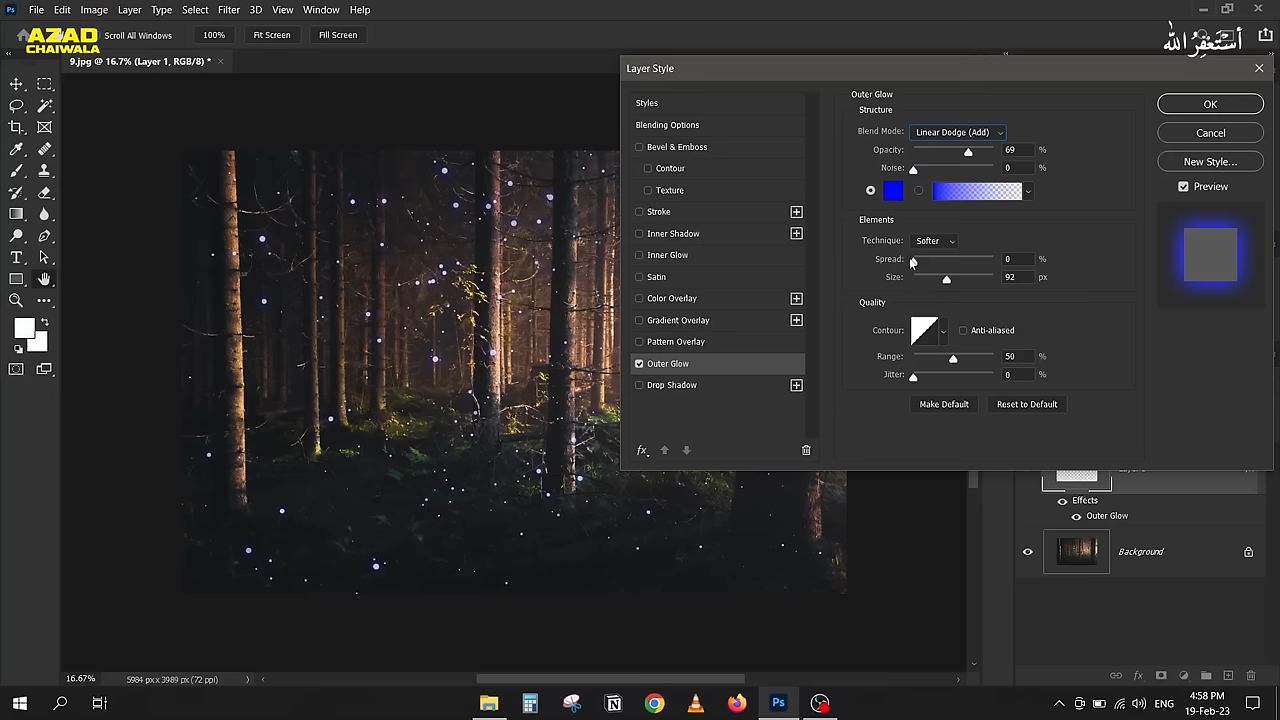 Ps File Edit Image Layer Type Select Filter 3D View Window Help
AZAD
CHAIWALA
Scroll All Windows 100% Fit Screen Fill Screen
أستغفر الله
9.jpg @ 16.7% (Layer 1, RGB/8) *
Layer Style
Styles
Blending Options
Bevel & Emboss
Contour
Texture
Stroke
Inner Shadow
Inner Glow
Satin
Color Overlay
Gradient Overlay
Pattern Overlay
Outer Glow
Drop Shadow
fx
Outer Glow
Structure
Blend Mode: Linear Dodge (Add)
Opacity: 69 %
Noise: 0 %
Elements
Technique: Softer
Spread: 0 %
Size: 92 px
Quality
Contour: Anti-aliased
Range: 50 %
Jitter: 0 %
Make Default Reset to Default
OK
Cancel
New Style...
Preview
Effects
Outer Glow
Background
fx
16.67% 5984 px x 3989 px (72 ppi)
Ps
ENG
4:58 PM
19-Feb-23